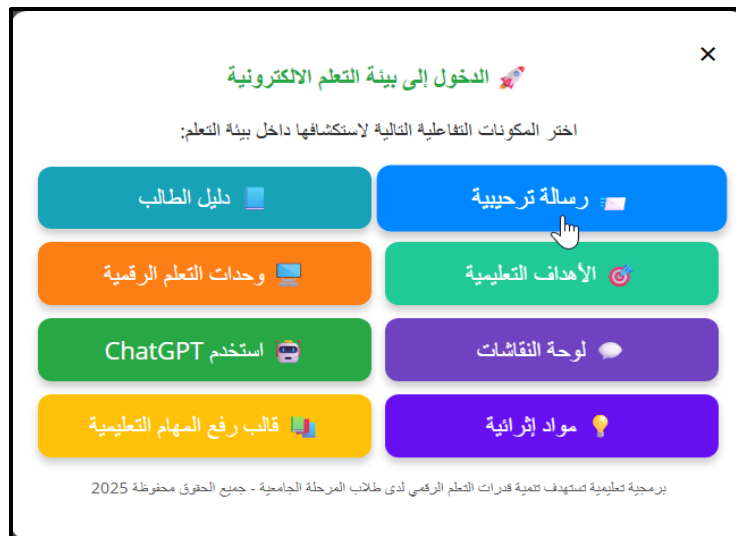 ×
🚀 الدخول إلى بيئة التعلم الالكترونية
اختر المكونات التفاعلية التالية لاستكشافها داخل بيئة التعلم:
📨 رسالة ترحيبية
📘 دليل الطالب
🎯 الأهداف التعليمية
🖥️ وحدات التعلم الرقمية
💬 لوحة النقاشات
🤖 استخدم ChatGPT
💡 مواد إثرائية
📚 قالب رفع المهام التعليمية
برمجية تعليمية تستهدف تنمية قدرات التعلم الرقمي لدى طلاب المرحلة الجامعية - جميع الحقوق محفوظة 2025